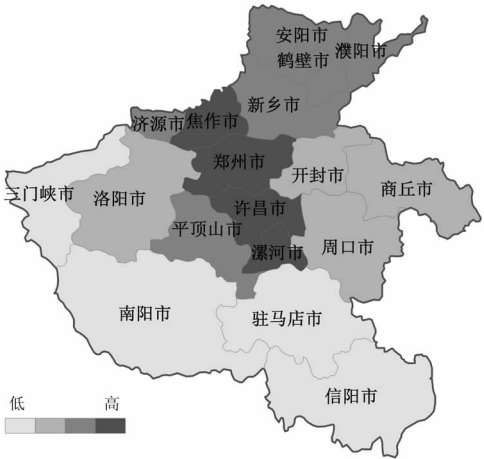 安阳市
鹤壁市
濮阳市
新乡市
济源市
焦作市
郑州市
开封市
商丘市
三门峡市
洛阳市
许昌市
平顶山市
漯河市
周口市
南阳市
驻马店市
信阳市
低 高